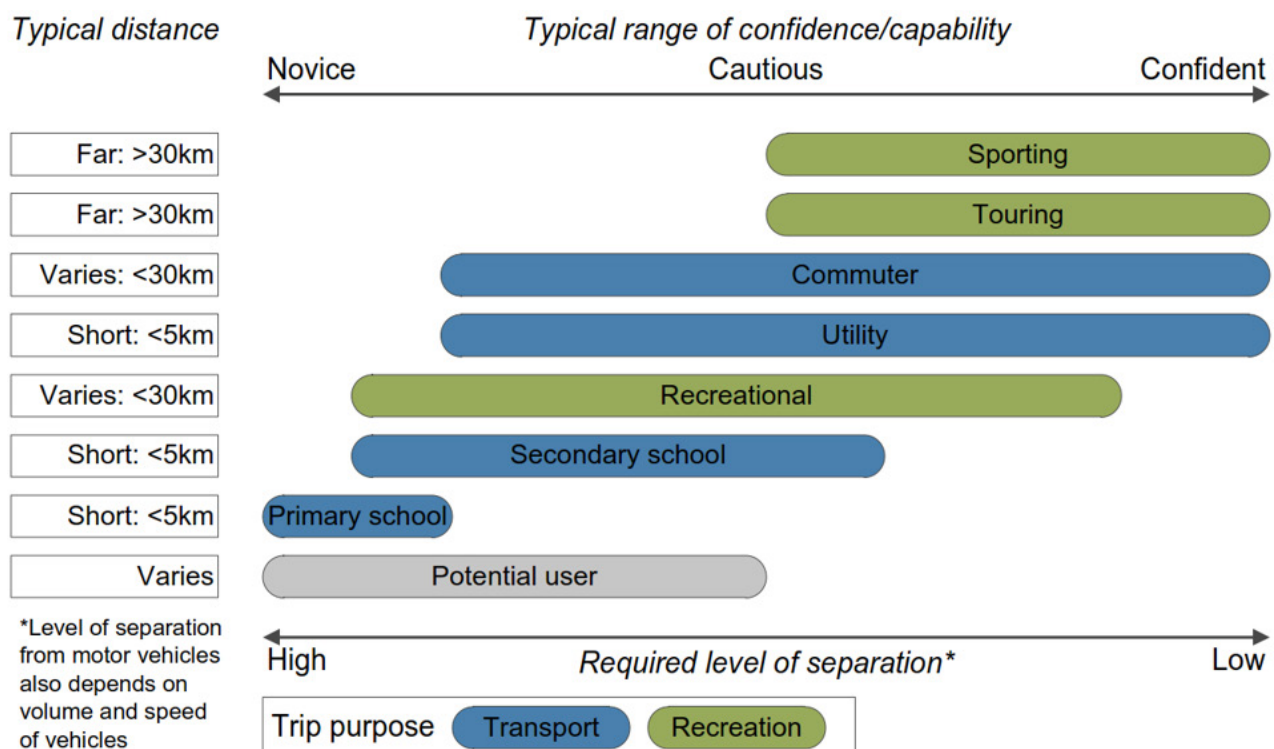 Typical distance
Typical range of confidence/capability
Novice Cautious Confident
Far: >30km Sporting
Far: >30km Touring
Varies: <30km Commuter
Short: <5km Utility
Varies: <30km Recreational
Short: <5km Secondary school
Short: <5km Primary school
Varies Potential user
*Level of separation
from motor vehicles
also depends on
volume and speed
of vehicles
High Required level of separation* Low
Trip purpose Transport Recreation